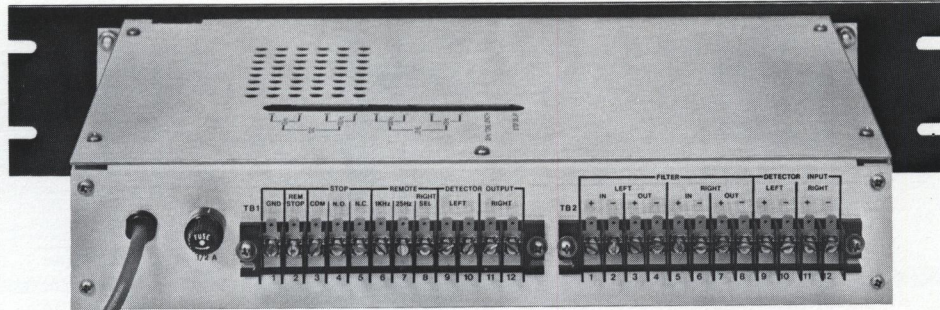 STOP REMOTE DETECTOR OUTPUT
TB1 GND REM STOP COM N.O. N.C. 1KHz 25Hz RIGHT SEL LEFT RIGHT
1 2 3 4 5 6 7 8 9 10 11 12
FUSE
1/2 A
FILTER DETECTOR INPUT
LEFT RIGHT LEFT RIGHT
IN OUT IN OUT
TB2 + - + - + - + - + - + -
1 2 3 4 5 6 7 8 9 10 11 12